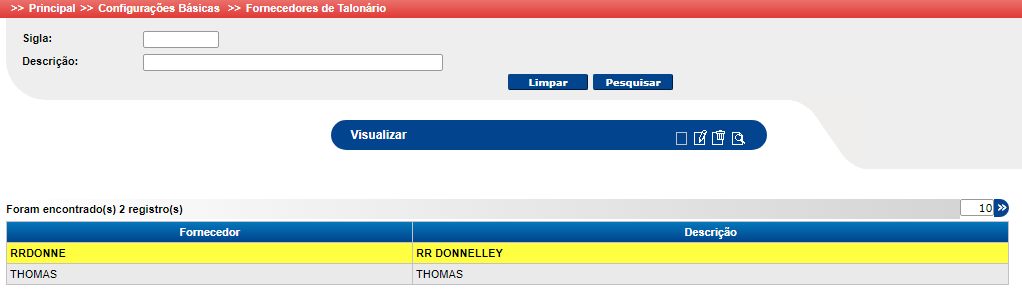 >> Principal >> Configurações Básicas >> Fornecedores de Talonário
Sigla:
Descrição:
Limpar Pesquisar
Visualizar
Foram encontrado(s) 2 registro(s) 10
Fornecedor Descrição
RRDONNE RR DONNELLEY
THOMAS THOMAS